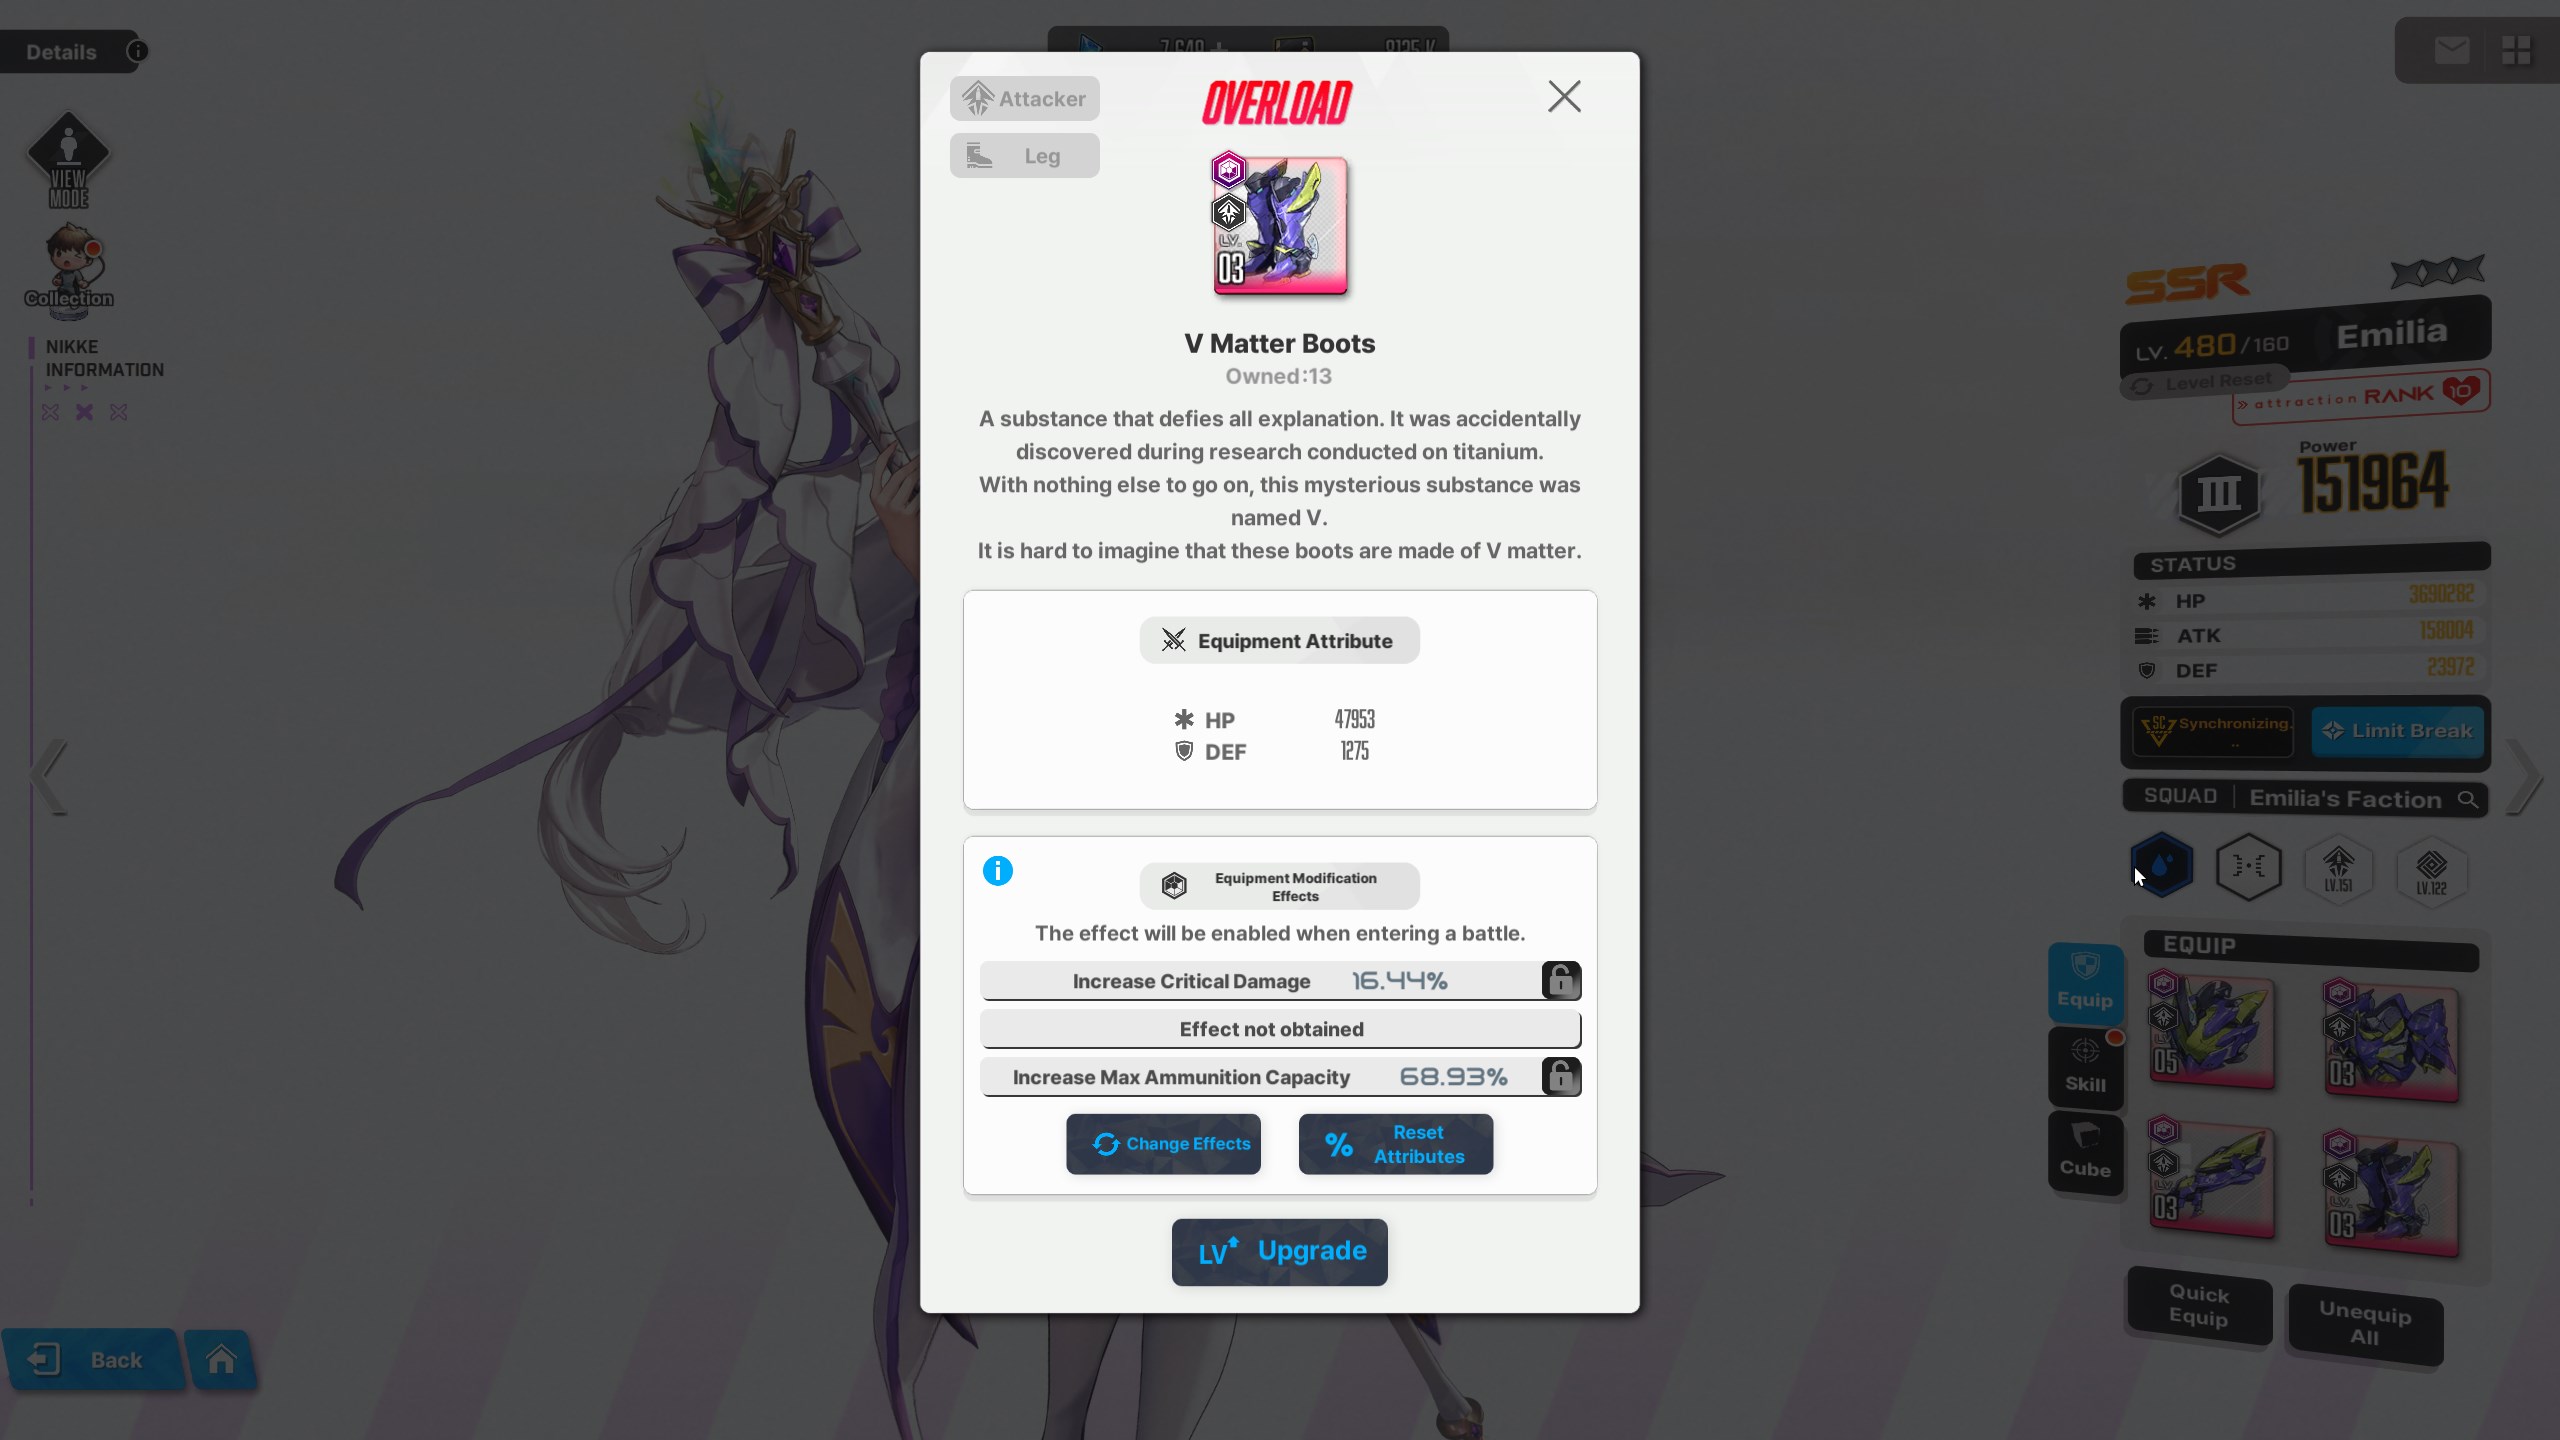 Details
VIEW
MODE
Collection
NIKKE
INFORMATION
Back
Attacker
Leg
OVERLOAD
LV.
03
V Matter Boots
Owned:13
A substance that defies all explanation. It was accidentally
discovered during research conducted on titanium.
With nothing else to go on, this mysterious substance was
named V.
It is hard to imagine that these boots are made of V matter.
Equipment Attribute
HP 47953
DEF 1275
Equipment Modification
Effects
The effect will be enabled when entering a battle.
Increase Critical Damage 16.44%
Effect not obtained
Increase Max Ammunition Capacity 68.93%
Change Effects
Reset
Attributes
LV Upgrade
SSR
LV. 480/160 Emilia
Level Reset
attraction RANK 10
Power
151964
III
STATUS
HP 3690282
ATK 158004
DEF 23972
SC Synchronizing.
..
Limit Break
SQUAD Emilia's Faction
LV.151
LV.122
EQUIP
Equip
Skill
Cube
LV.
05
LV.
03
LV.
03
LV.
03
Quick
Equip
Unequip
All